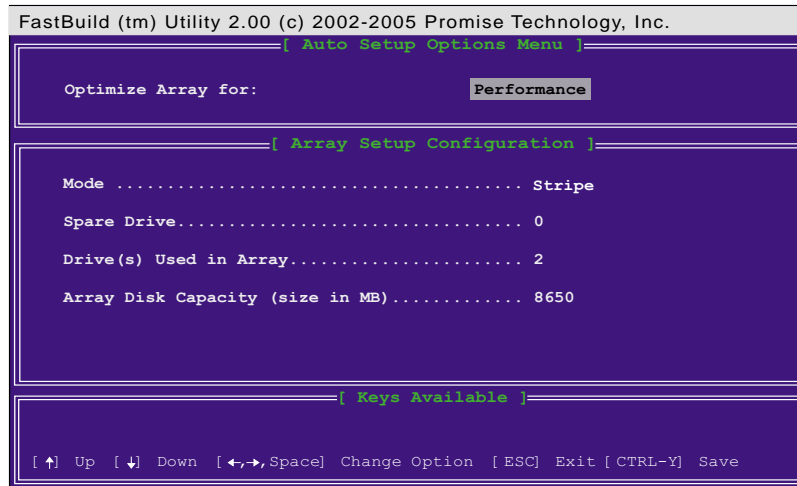 FastBuild (tm) Utility 2.00 (c) 2002-2005 Promise Technology, Inc.
[ Auto Setup Options Menu ]
Optimize Array for: Performance
[ Array Setup Configuration ]
Mode ........................................ Stripe
Spare Drive.................................. 0
Drive(s) Used in Array....................... 2
Array Disk Capacity (size in MB)............. 8650
[ Keys Available ]
[↑] Up [↓] Down [←,→,Space] Change Option [ESC] Exit [CTRL-Y] Save